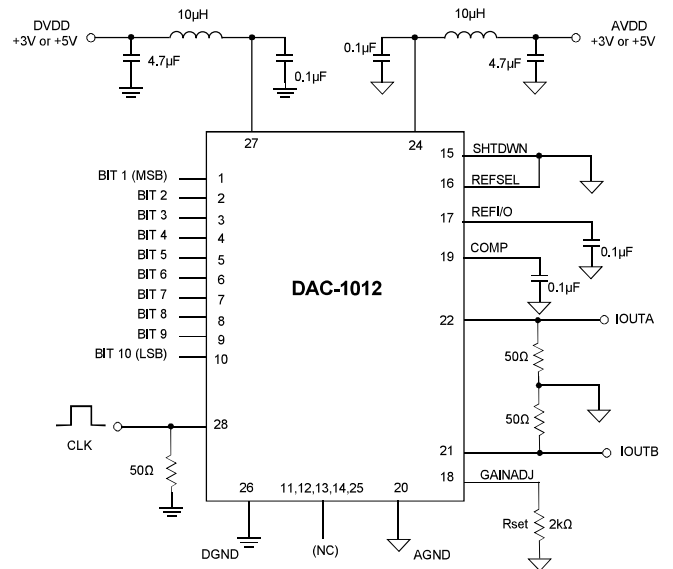 DVDD
+3V or +5V
10µH
4.7µF
0.1µF
10µH
0.1µF
4.7µF
AVDD
+3V or +5V
27
24
BIT 1 (MSB)
1
BIT 2
2
BIT 3
3
BIT 4
4
BIT 5
5
BIT 6
6
BIT 7
7
BIT 8
8
BIT 9
9
BIT 10 (LSB)
10
DAC-1012
15
SHTDWN
16
REFSEL
17
REFI/O
0.1µF
19
COMP
0.1µF
22
IOUTA
50Ω
50Ω
21
IOUTB
18
GAINADJ
Rset
2kΩ
28
CLK
50Ω
26
11,12,13,14,25
20
DGND
(NC)
AGND